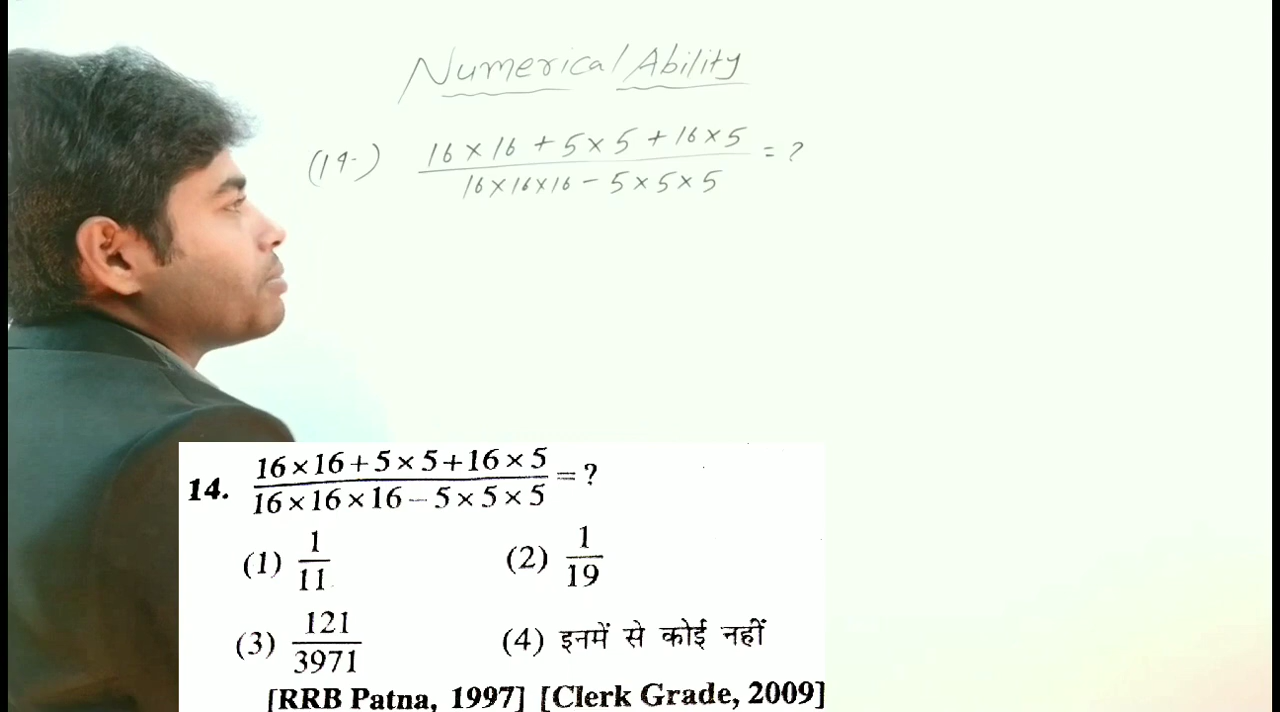 Numerical Ability
(14.) 16×16+5×5+16×5 = ?
16×16×16-5×5×5
14. 16×16+5×5+16×5 = ?
16×16×16-5×5×5
(1) 1/11 (2) 1/19
(3) 121/3971 (4) इनमें से कोई नहीं
[RRB Patna, 1997] [Clerk Grade, 2009]